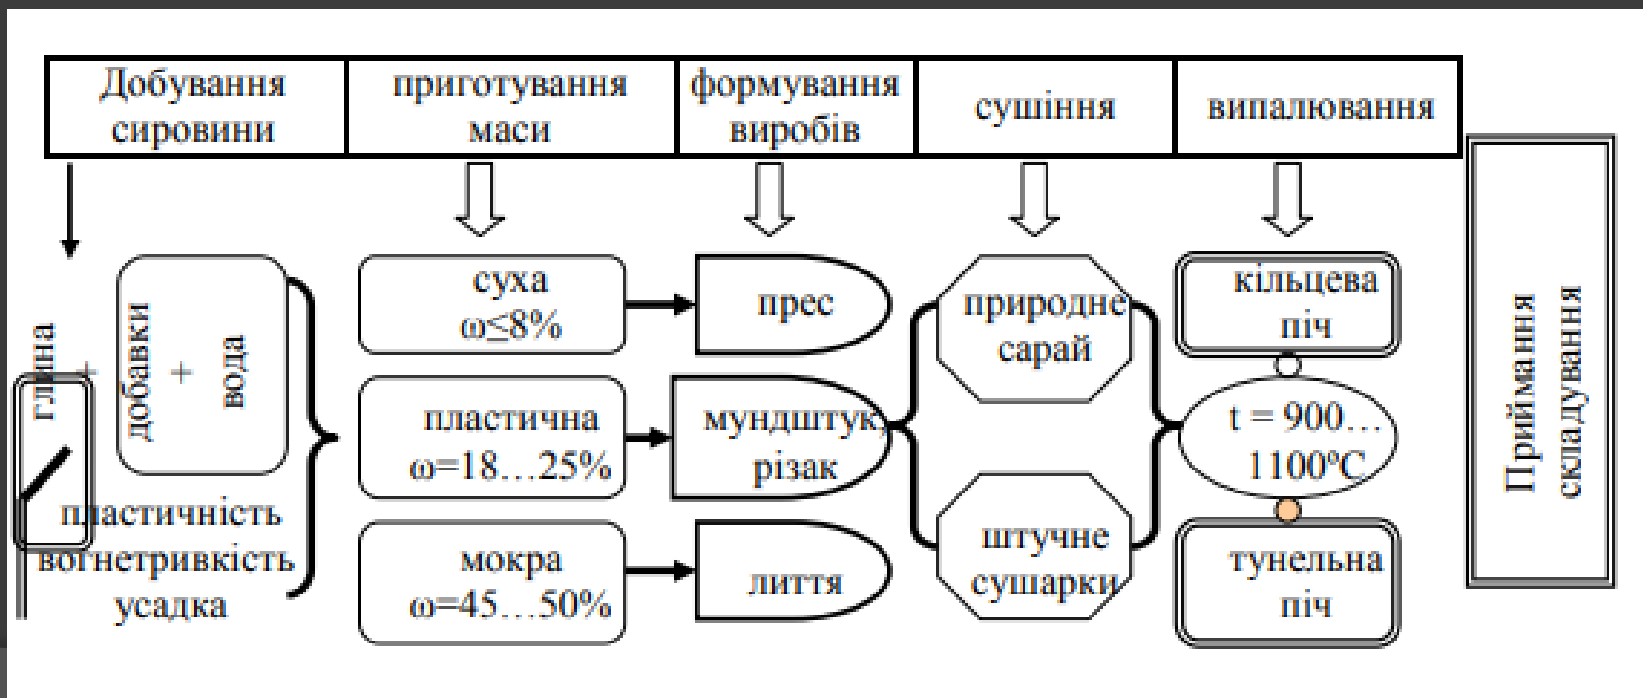 Добування
сировини
приготування
маси
формування
виробів
сушіння
випалювання
глина
+
добавки
+
вода
пластичність
вогнетривкість
усадка
суха
ω≤8%
пластична
ω=18…25%
мокра
ω=45…50%
прес
мундштук,
різак
лиття
природне
сарай
штучне
сушарки
кільцева
піч
t = 900…
1100ºC
тунельна
піч
Приймання
складування